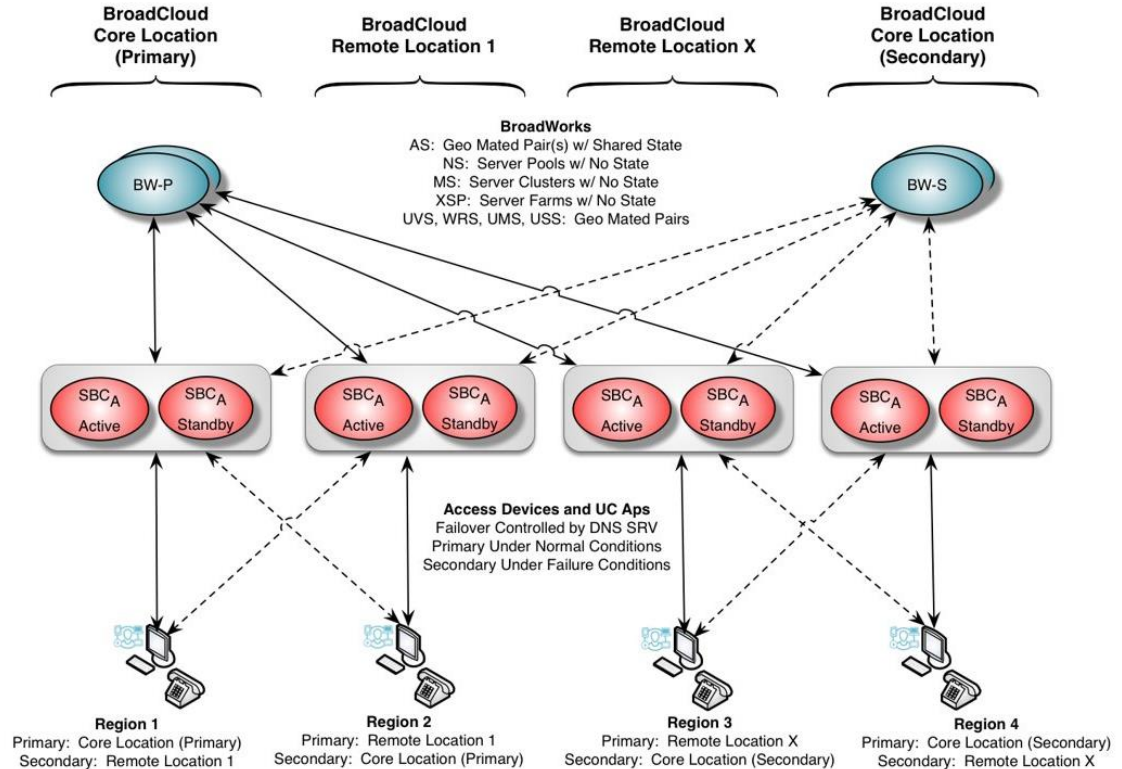 BroadCloud
Core Location
(Primary)
BroadCloud
Remote Location 1
BroadCloud
Remote Location X
BroadCloud
Core Location
(Secondary)
BroadWorks
AS: Geo Mated Pair(s) w/ Shared State
NS: Server Pools w/ No State
MS: Server Clusters w/ No State
XSP: Server Farms w/ No State
UVS, WRS, UMS, USS: Geo Mated Pairs
BW-P
BW-S
SBCA
Active
SBCA
Standby
SBCA
Active
SBCA
Standby
SBCA
Active
SBCA
Standby
SBCA
Active
SBCA
Standby
Access Devices and UC Aps
Failover Controlled by DNS SRV
Primary Under Normal Conditions
Secondary Under Failure Conditions
Region 1
Primary: Core Location (Primary)
Secondary: Remote Location 1
Region 2
Primary: Remote Location 1
Secondary: Core Location (Primary)
Region 3
Primary: Remote Location X
Secondary: Core Location (Secondary)
Region 4
Primary: Core Location (Secondary)
Secondary: Remote Location X